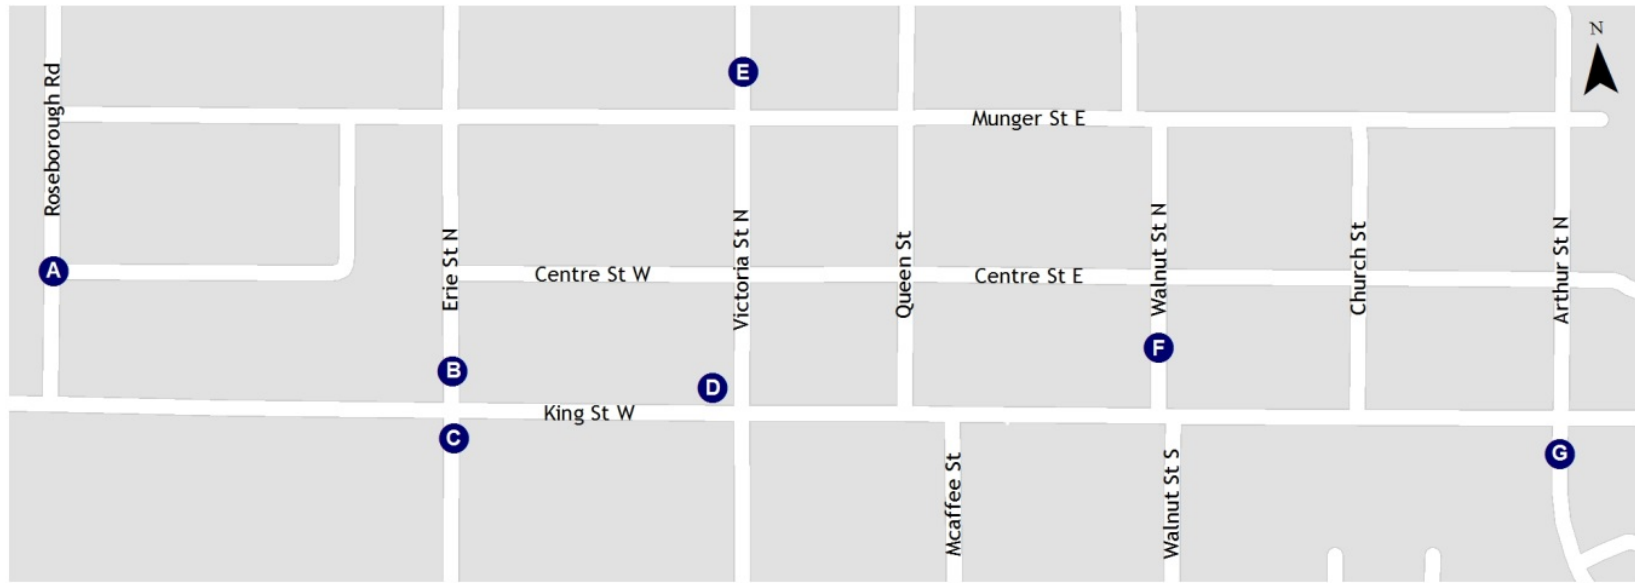 N
E
Roseborough Rd
Munger St E
A
Erie St N
Centre St W
Victoria St N
Queen St
Centre St E
Walnut St N
Church St
Arthur St N
F
B
D
King St W
C
G
Mcaffee St
Walnut St S